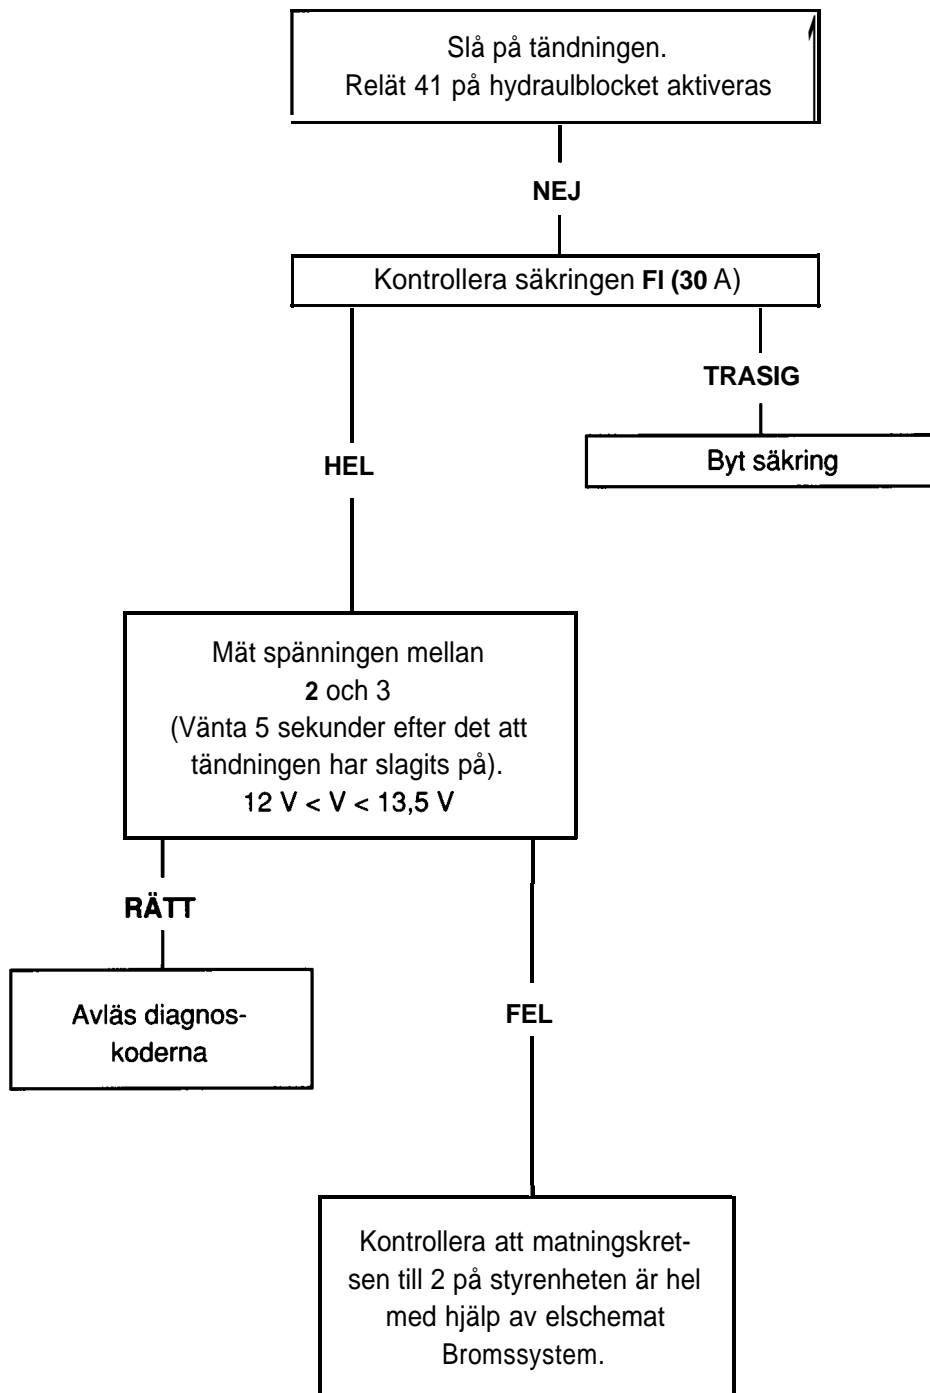 Slå på tändningen.
Relät 41 på hydraulblocket aktiveras
NEJ
Kontrollera säkringen FI (30 A)
TRASIG
Byt säkring
HEL
Mät spänningen mellan
2 och 3
(Vänta 5 sekunder efter det att
tändningen har slagits på).
12 V < V < 13,5 V
RÄTT
Avläs diagnos-
koderna
FEL
Kontrollera att matningskret-
sen till 2 på styrenheten är hel
med hjälp av elschemat
Bromssystem.